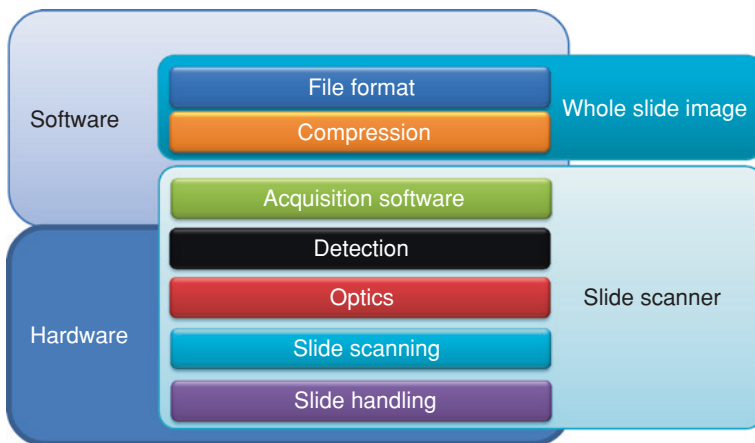 Software
File format
Compression
Whole slide image
Acquisition software
Detection
Optics
Slide scanning
Slide handling
Slide scanner
Hardware